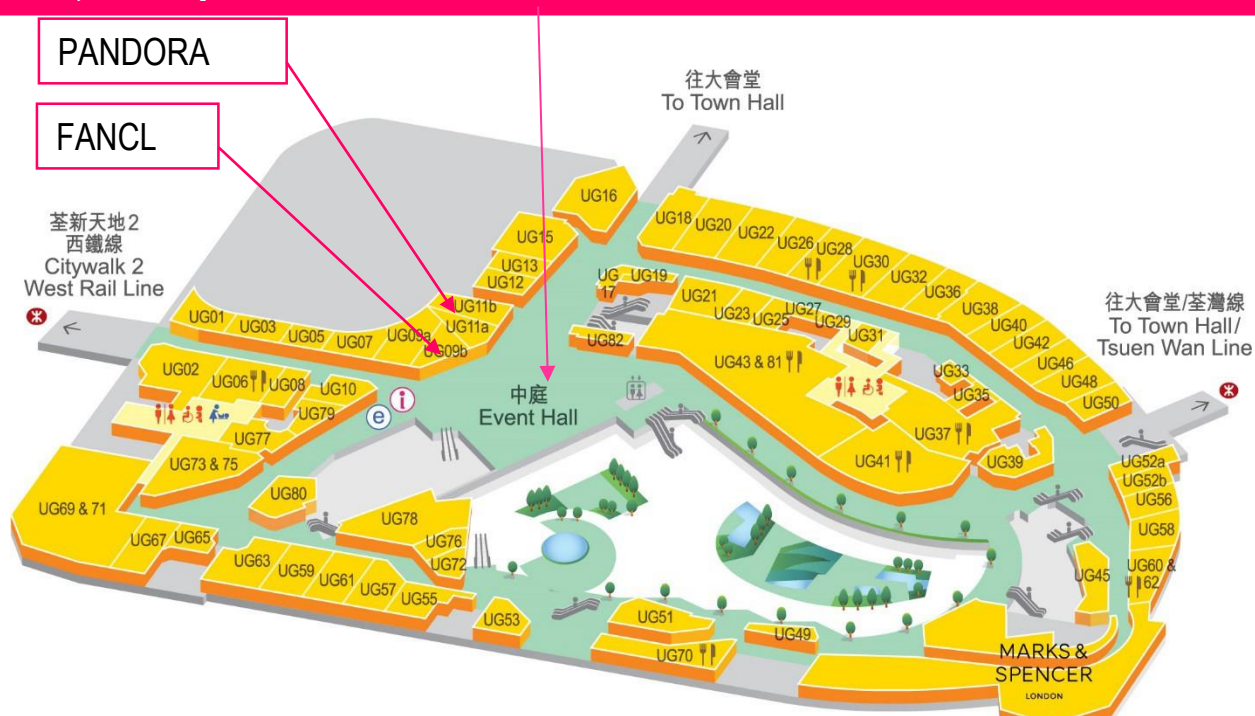 PANDORA
FANCL
往大會堂
To Town Hall
荃新天地2
西鐵線
Citywalk 2
West Rail Line
往大會堂/荃灣線
To Town Hall/
Tsuen Wan Line
UG16
UG15
UG13
UG12
UG11b
UG11a
UG09a
UG09b
UG01
UG03
UG05
UG07
UG18
UG20
UG22
UG26
UG28
UG30
UG32
UG36
UG38
UG40
UG42
UG46
UG48
UG50
UG
17
UG19
UG21
UG23
UG25
UG27
UG29
UG31
UG33
UG35
UG82
UG43 & 81
UG37
UG41
UG39
UG02
UG06
UG08
UG10
UG79
UG77
UG73 & 75
i
e
中庭
Event Hall
UG52a
UG52b
UG56
UG58
UG60 &
62
UG45
UG69 & 71
UG67
UG65
UG80
UG78
UG76
UG72
UG63
UG59
UG61
UG57
UG55
UG53
UG51
UG49
UG70
MARKS &
SPENCER
LONDON